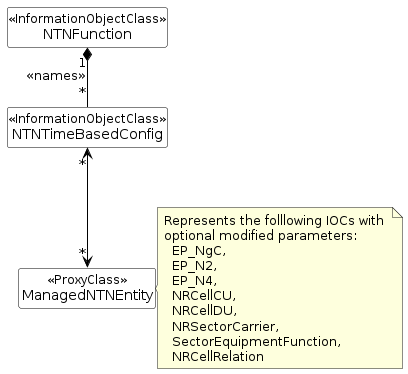 «InformationObjectClass»
NTNFunction
1
«names»
*
«InformationObjectClass»
NTNTimeBasedConfig
*
*
«ProxyClass»
ManagedNTNEntity
Represents the folllowing IOCs with
optional modified parameters:
EP_NgC,
EP_N2,
EP_N4,
NRCellCU,
NRCellDU,
NRSectorCarrier,
SectorEquipmentFunction,
NRCellRelation